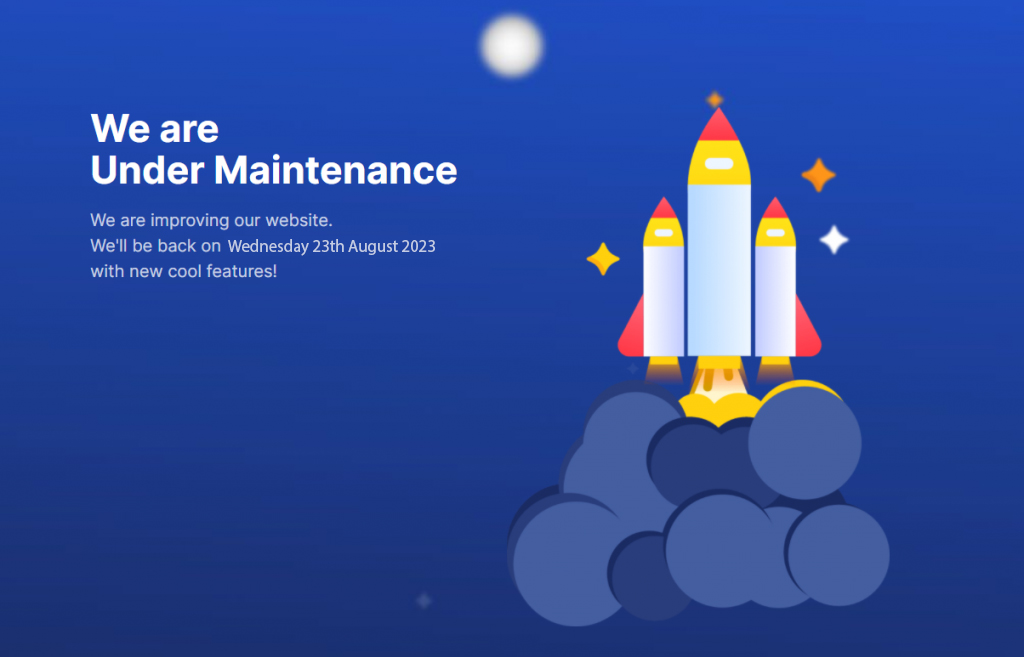 We are
Under Maintenance
We are improving our website.
We'll be back on Wednesday 23th August 2023
with new cool features!